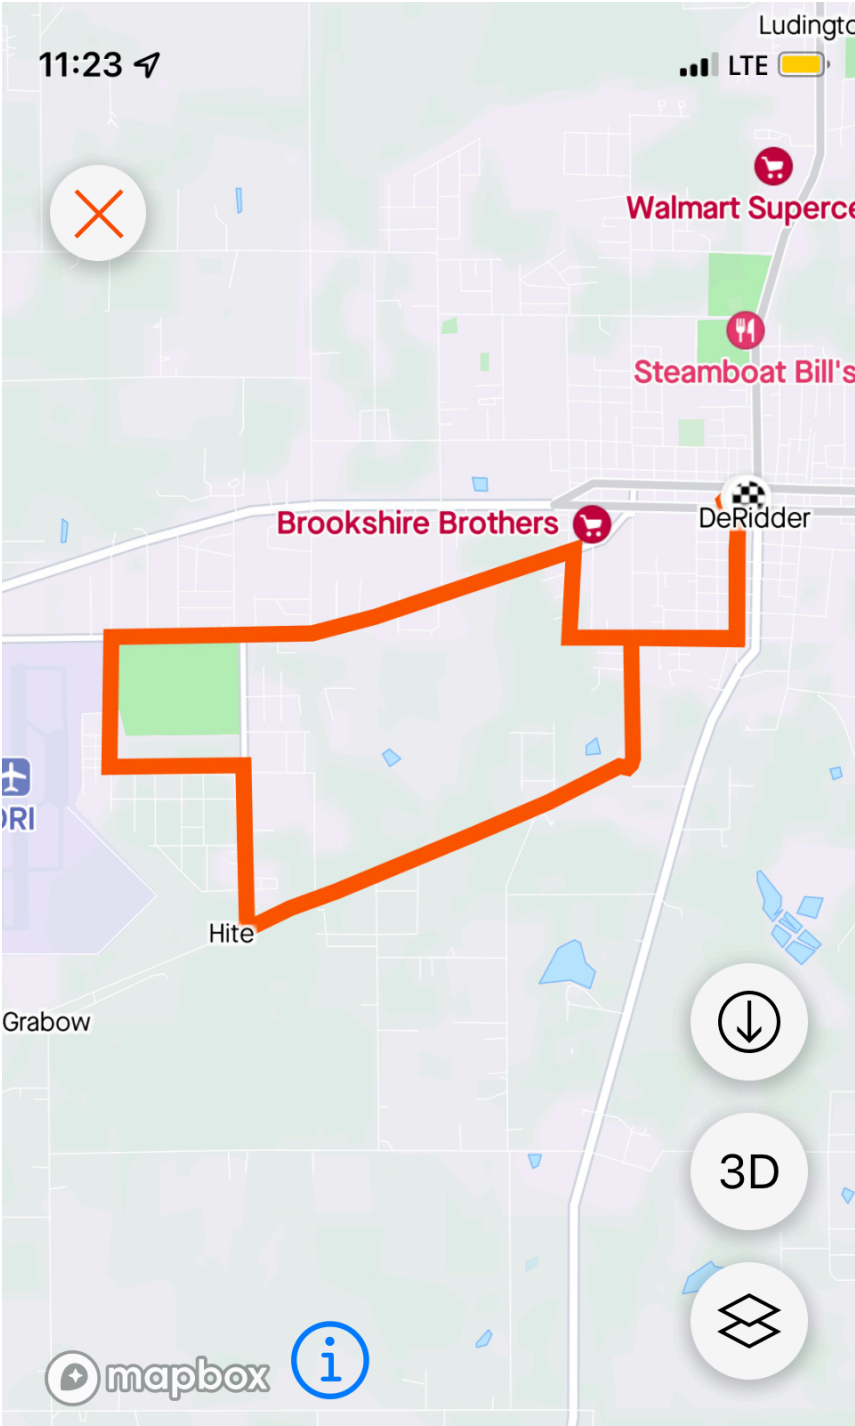 Ludingto
11:23
LTE
Walmart Superce
Steamboat Bill's
Brookshire Brothers
DeRidder
DRI
Hite
Grabow
3D
i
mapbox